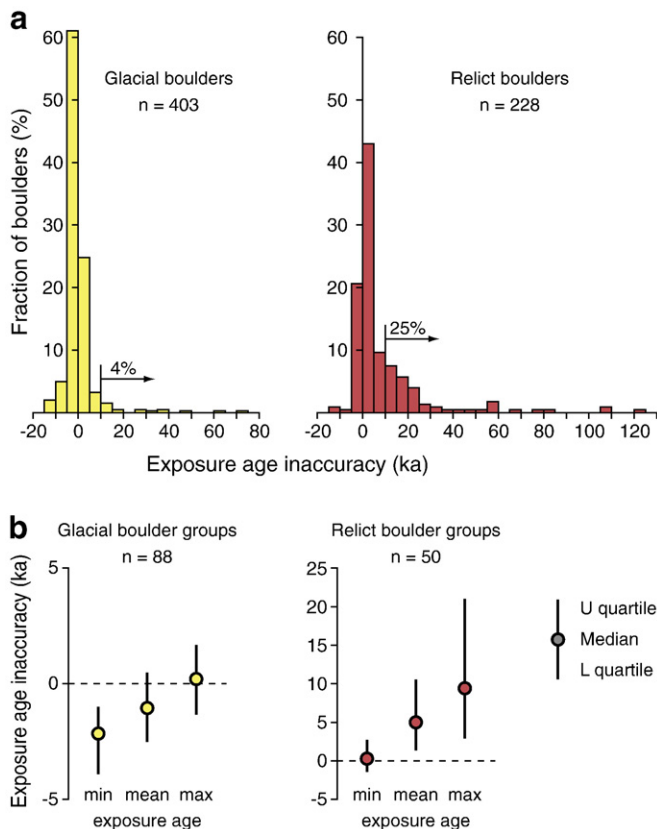 a
Glacial boulders
n = 403
Relict boulders
n = 228
Fraction of boulders (%)
60
50
40
30
20
10
4%
-20
0
20
40
60
80
60
50
40
30
20
10
25%
-20
0
20
40
60
80
100
120
Exposure age inaccuracy (ka)
b
Glacial boulder groups
n = 88
Relict boulder groups
n = 50
Exposure age inaccuracy (ka)
5
0
-5
min mean max
exposure age
25
20
15
10
5
0
-5
min mean max
exposure age
U quartile
Median
L quartile